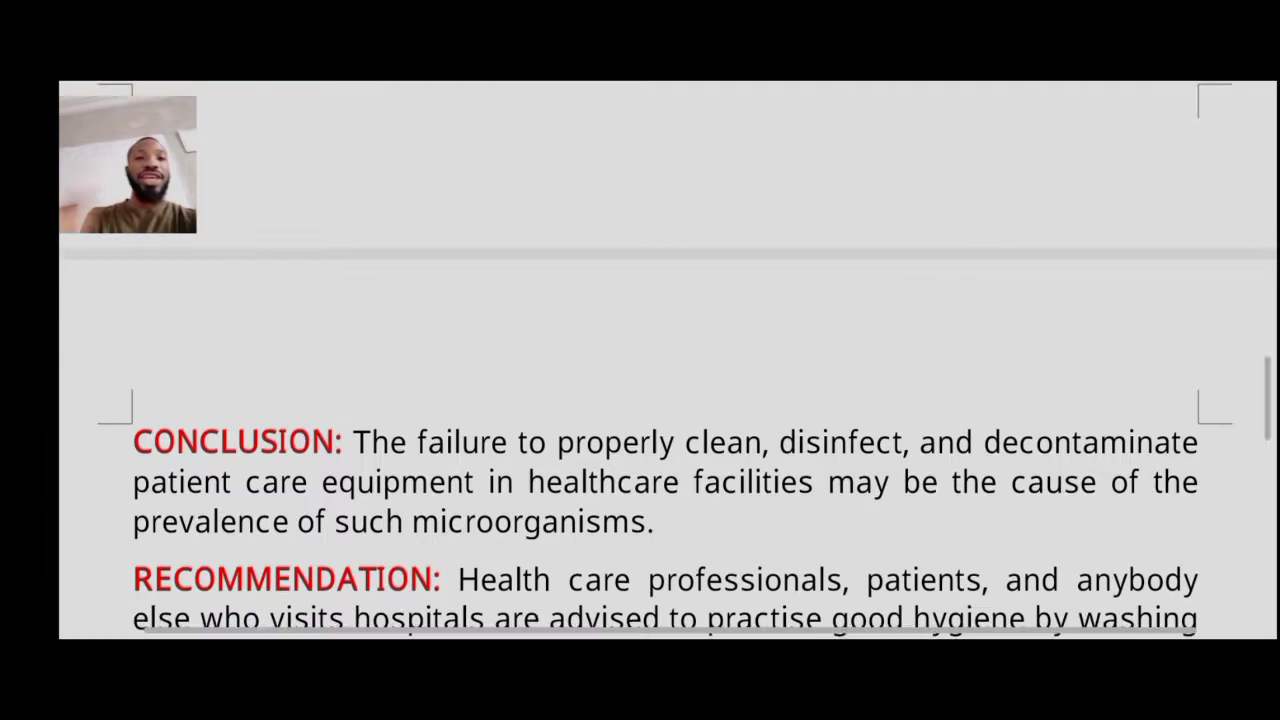 CONCLUSION: The failure to properly clean, disinfect, and decontaminate
patient care equipment in healthcare facilities may be the cause of the
prevalence of such microorganisms.
RECOMMENDATION: Health care professionals, patients, and anybody
else who visits hospitals are advised to practise good hygiene by washing